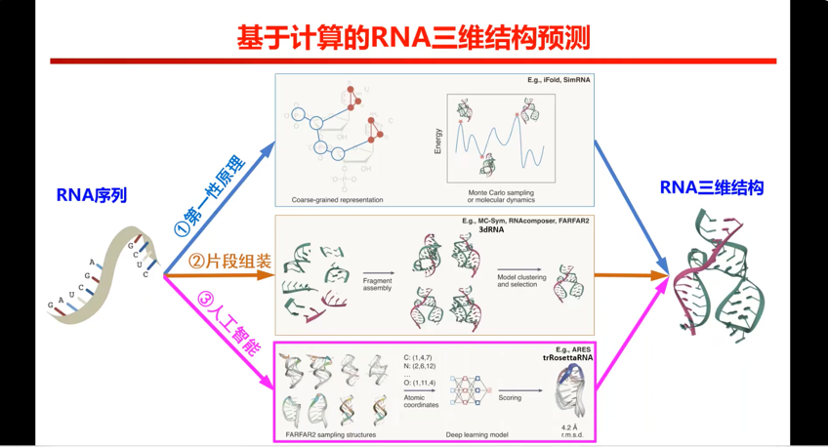 基于计算的RNA三维结构预测
E.g., iFold, SimRNA
OH
Energy
Coarse-grained representation
Monte Carlo sampling
or molecular dynamics
RNA序列
①第一性原理
RNA三维结构
E.g., MC-Sym, RNAcomposer, FARFAR2
3dRNA
②片段组装
Fragment
assembly
Model clustering
and selection
GAUCGA
GCUC
③人工智能
E.g., ARES
trRosettaRNA
C: (1,4,7)
N: (2,6,12)
...
O: (1,11,4)
Atomic
coordinates
Scoring
4.2 Å
r.m.s.d.
FARFAR2 sampling structures
Deep learning model